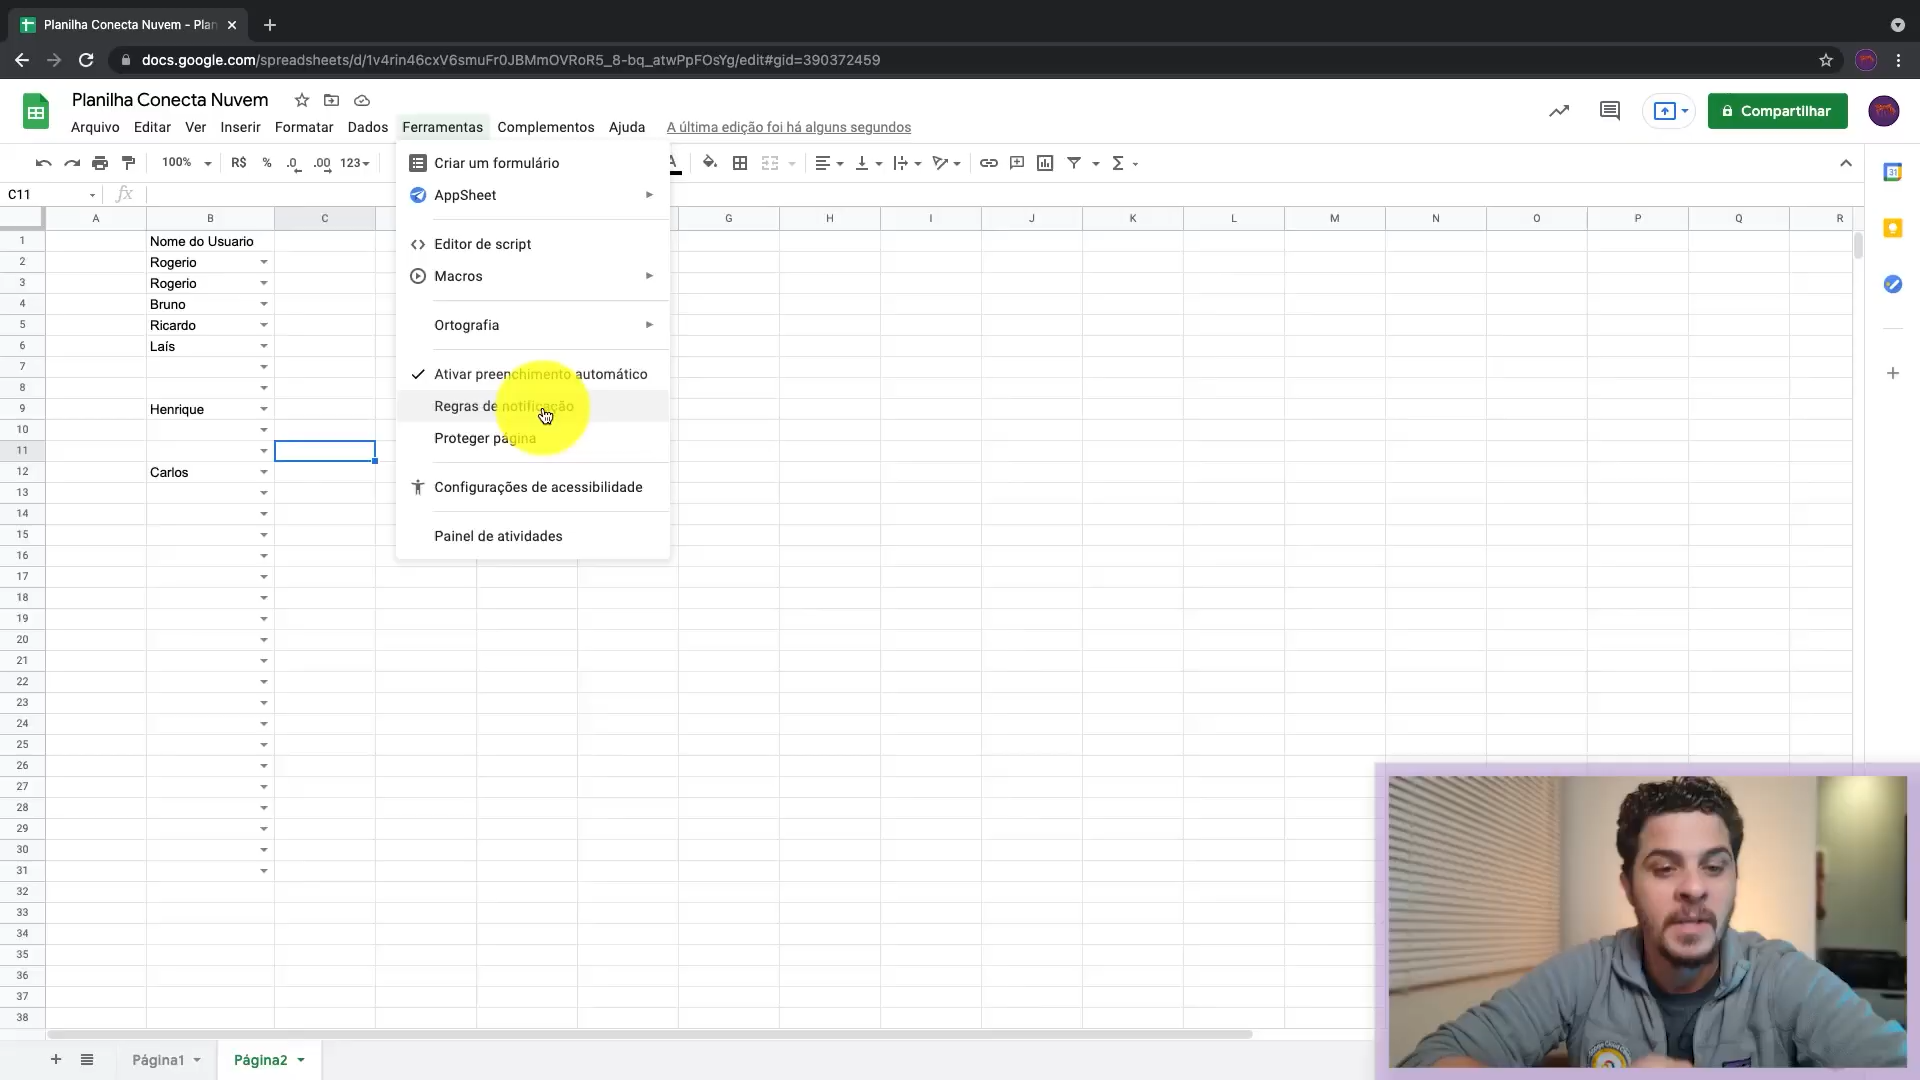 Planilha Conecta Nuvem - Plan
docs.google.com/spreadsheets/d/1v4rin46cxV6smuFr0JBMmOVRoR5_8-bq_atwPpFOsYg/edit#gid=390372459
Planilha Conecta Nuvem
Arquivo Editar Ver Inserir Formatar Dados Ferramentas Complementos Ajuda A última edição foi há alguns segundos
Compartilhar
100% R$ % .0 .00 123 A
C11 fx
A B C G H I J K L M N O P Q R
1 Nome do Usuario
2 Rogerio
3 Rogerio
4 Bruno
5 Ricardo
6 Laís
7
8
9 Henrique
10
11
12 Carlos
13
14
15
16
17
18
19
20
21
22
23
24
25
26
27
28
29
30
31
32
33
34
35
36
37
38
Criar um formulário
AppSheet
Editor de script
Macros
Ortografia
Ativar preenchimento automático
Regras de notificação
Proteger página
Configurações de acessibilidade
Painel de atividades
31
Página1 Página2